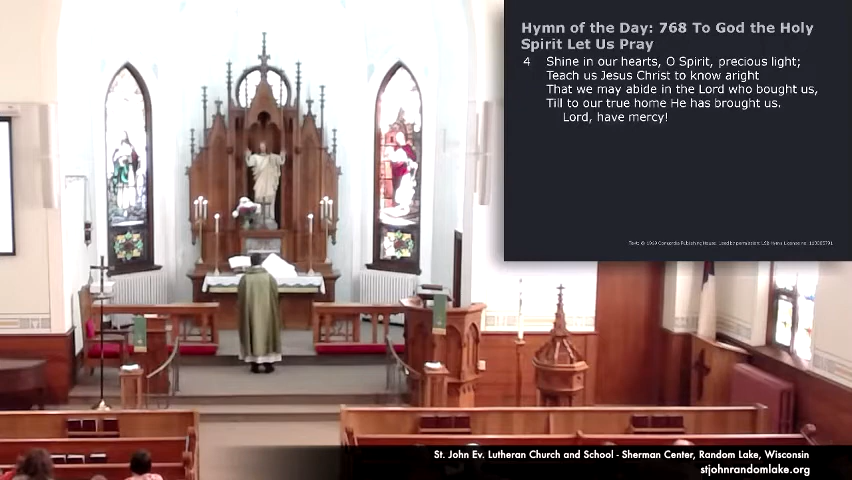 Hymn of the Day: 768 To God the Holy
Spirit Let Us Pray
4 Shine in our hearts, O Spirit, precious light;
Teach us Jesus Christ to know aright
That we may abide in the Lord who bought us,
Till to our true home He has brought us.
Lord, have mercy!
St. John Ev. Lutheran Church and School - Sherman Center, Random Lake, Wisconsin
stjohnrandomlake.org